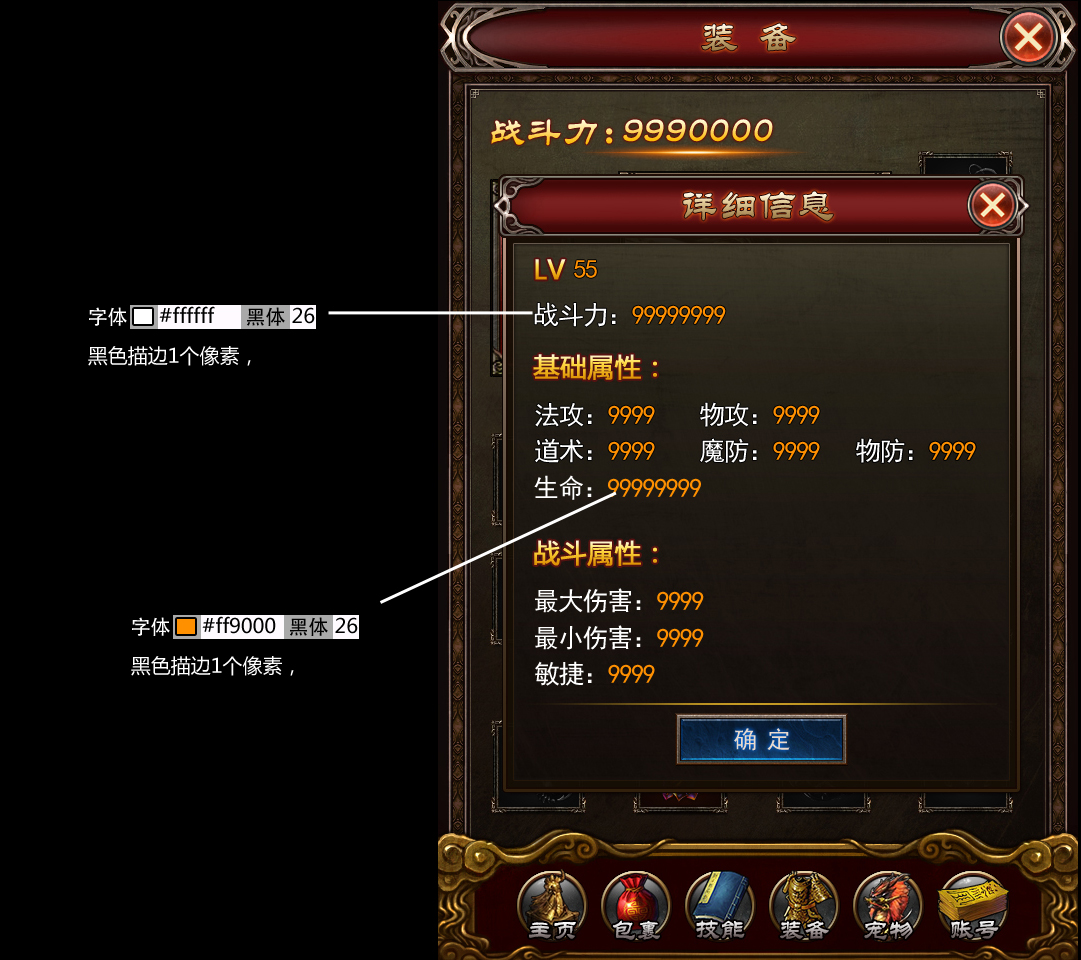 装 备
战斗力:9990000
详细信息
LV 55
字体 #ffffff 黑体 26
黑色描边1个像素，
战斗力：99999999
基础属性：
法攻：9999 物攻：9999
道术：9999 魔防：9999 物防：9999
生命：99999999
战斗属性：
最大伤害：9999
字体 #ff9000 黑体 26
最小伤害：9999
黑色描边1个像素，
敏捷：9999
确 定
主页 包裹 技能 装备 宠物 账号